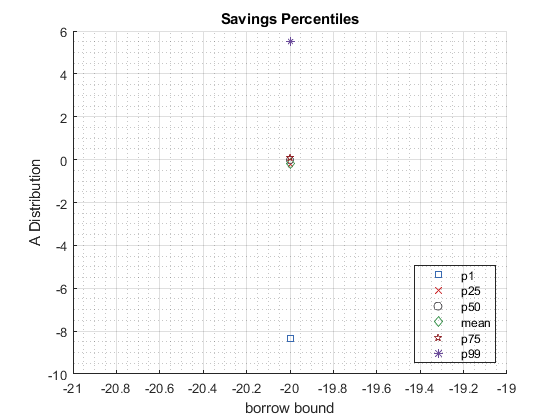 Savings Percentiles
6
4
2
0
-2
-4
-6
-8
-10
A Distribution
p1
p25
p50
mean
p75
p99
-21 -20.8 -20.6 -20.4 -20.2 -20 -19.8 -19.6 -19.4 -19.2 -19
borrow bound